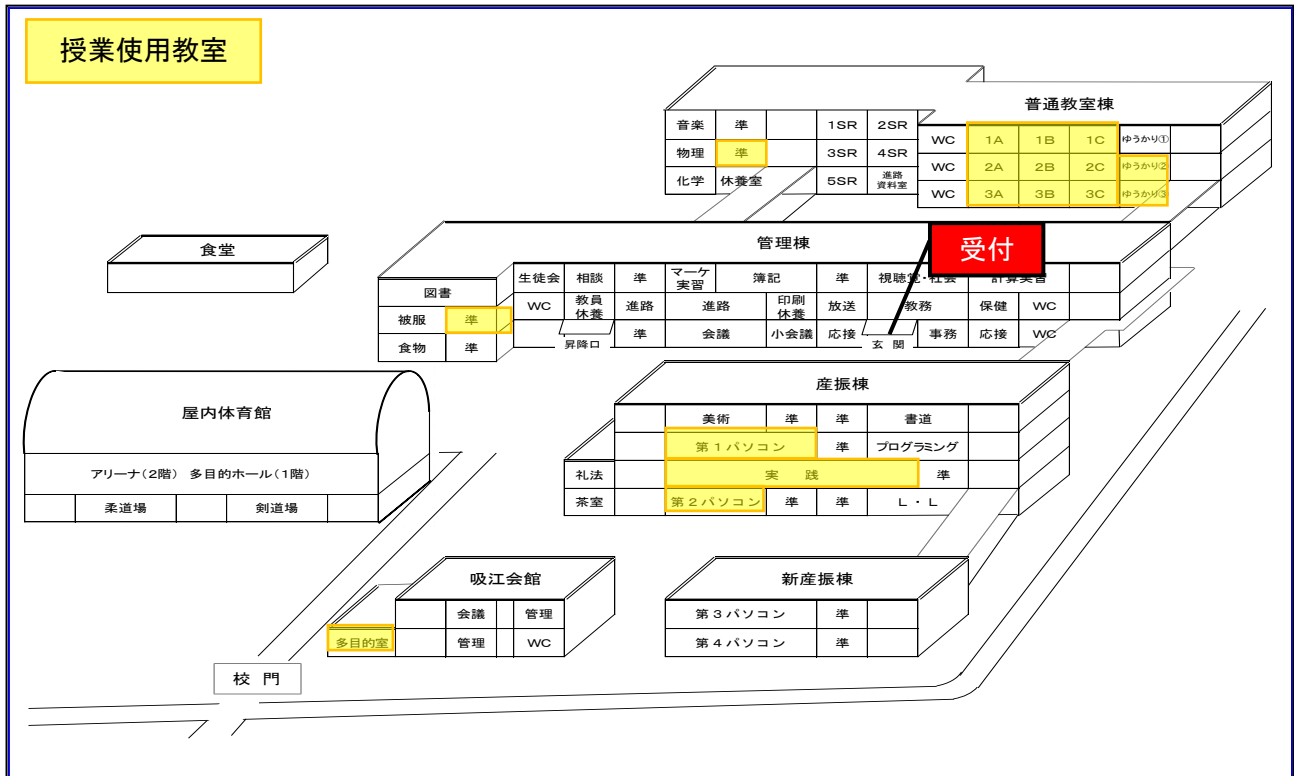 授業使用教室
普通教室棟
音楽 準 1SR 2SR
物理 準 3SR 4SR
化学 休養室 5SR 進路資料室
WC 1A 1B 1C ゆうかり①
WC 2A 2B 2C ゆうかり②
WC 3A 3B 3C ゆうかり③
食堂
管理棟
受付
生徒会 相談 準 マーケ実習 簿記 準 視聴覚・社会 計算実習
図書
WC 教員休養 進路 進路 印刷休養 放送 教務 保健 WC
被服 準
昇降口 準 会議 小会議 応接 玄関 事務 応接 WC
食物 準
産振棟
美術 準 準 書道
第1パソコン 準 プログラミング
礼法 実践 準
茶室 第2パソコン 準 準 L・L
屋内体育館
アリーナ(2階) 多目的ホール(1階)
柔道場 剣道場
吸江会館
会議 管理
多目的室 管理 WC
新産振棟
第3パソコン 準
第4パソコン 準
校門